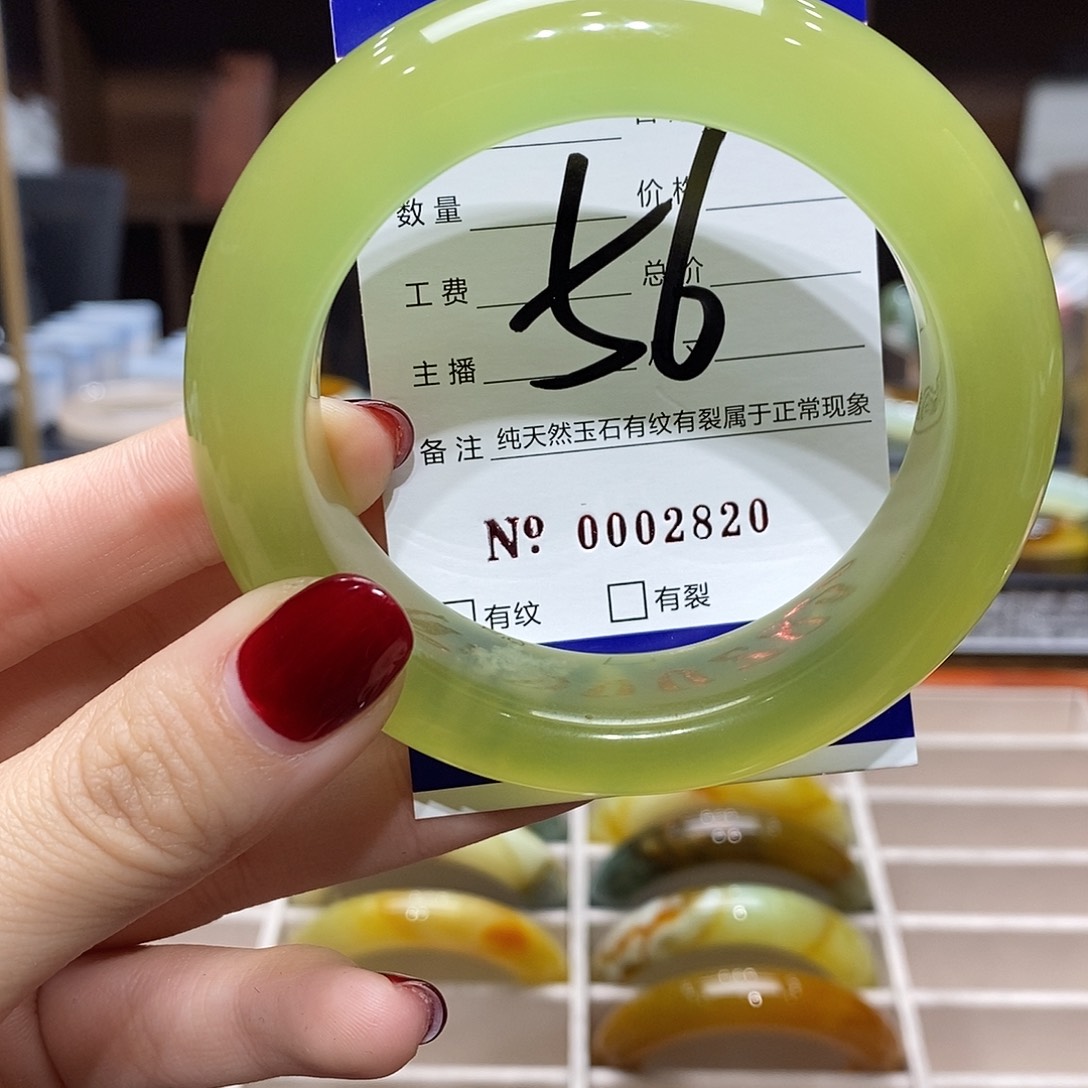 数量 价格
56
工费 总价
主播
备注 纯天然玉石有纹有裂属于正常现象
Nº 0002820
有纹 有裂